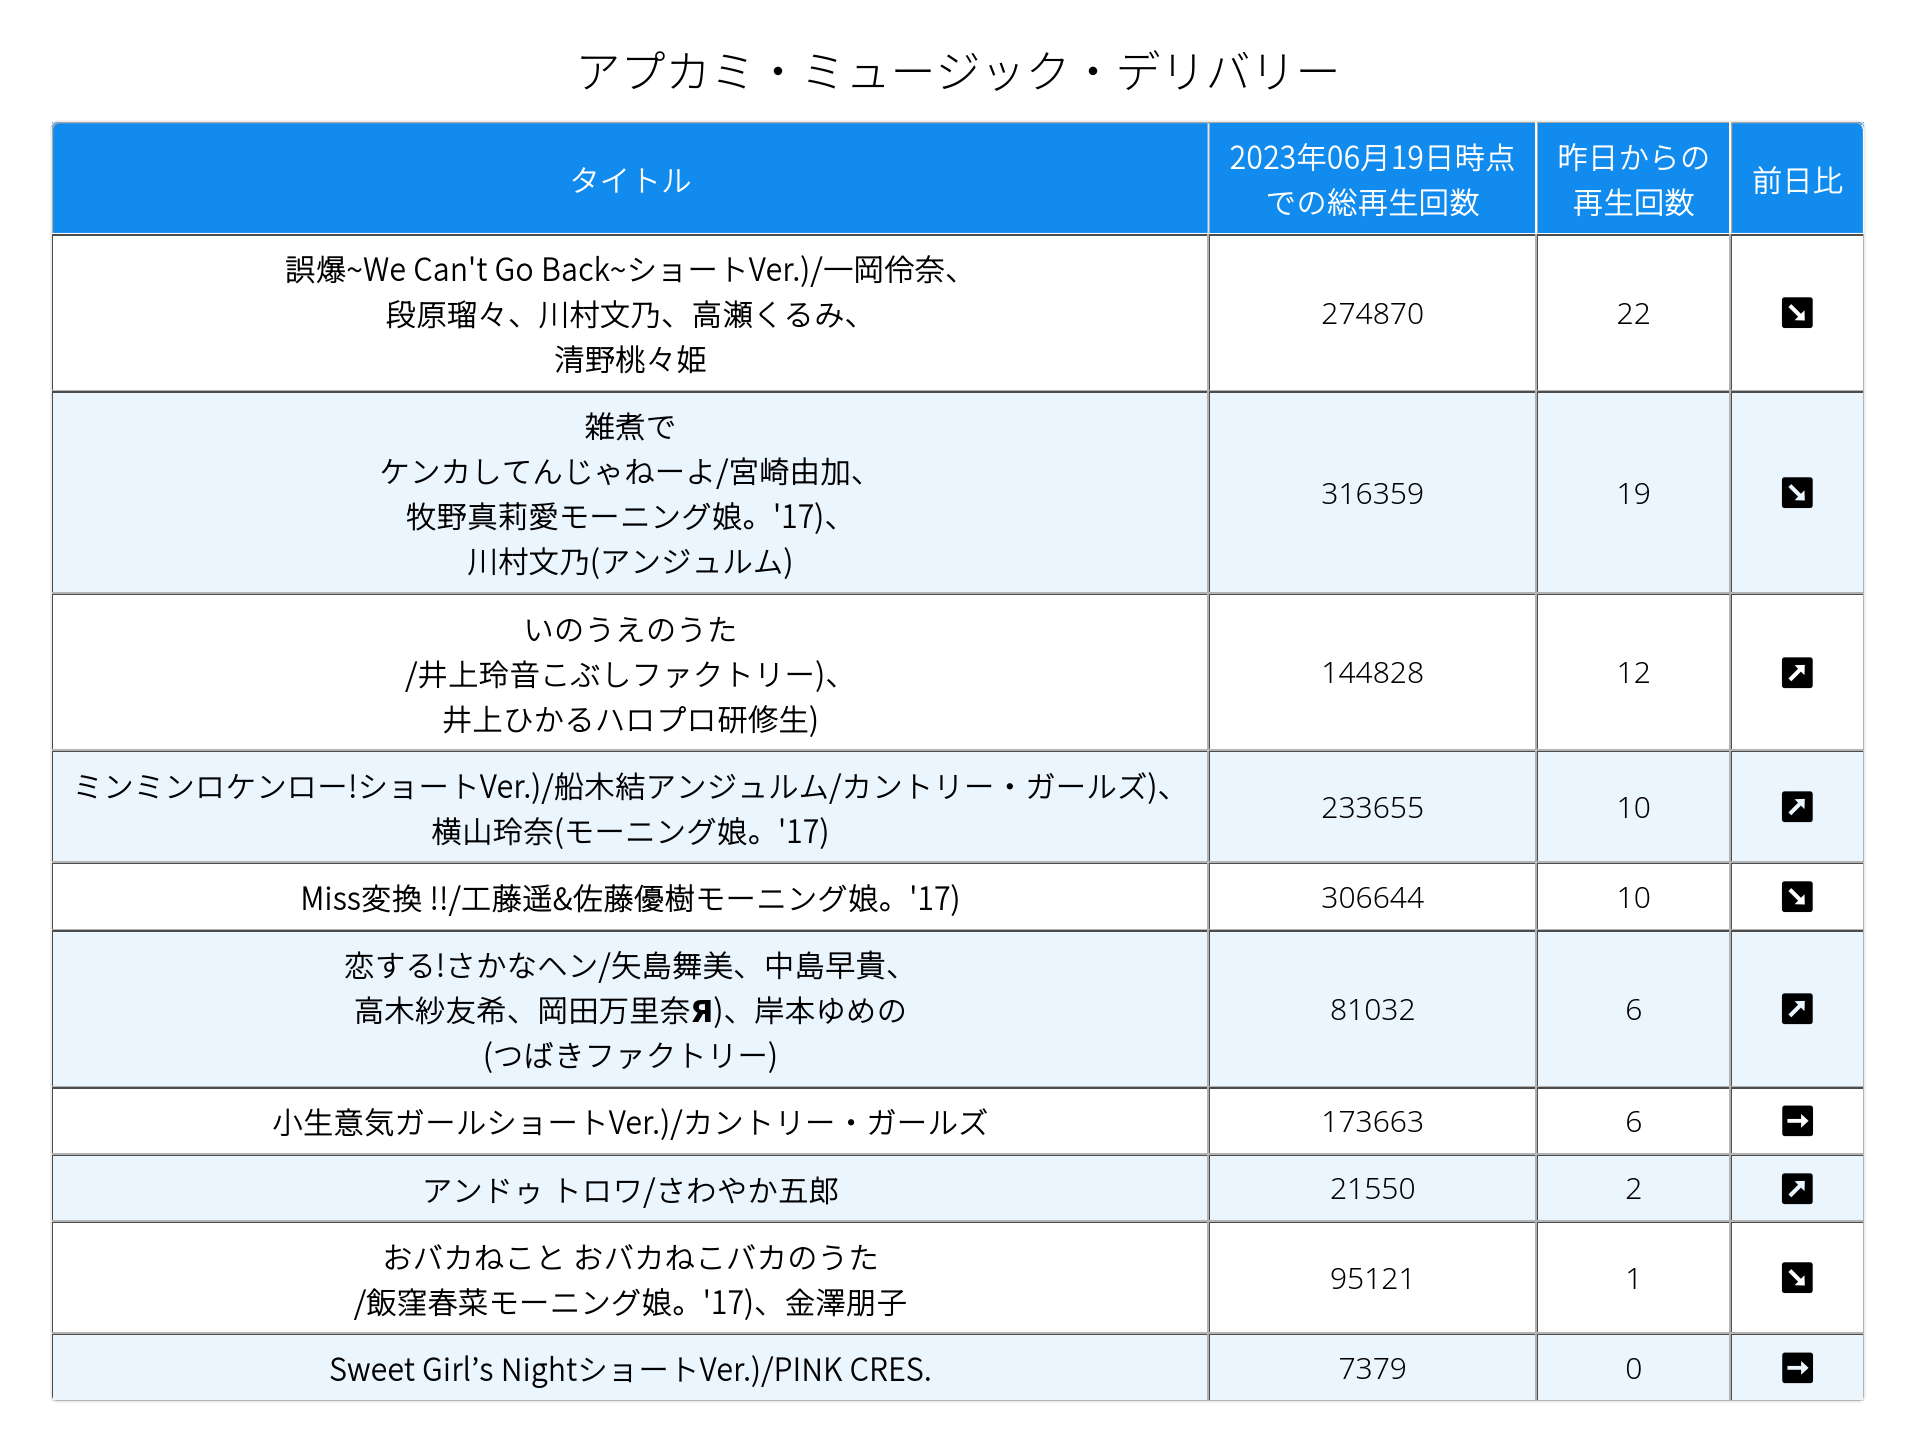 アプカミ・ミュージック・デリバリー
タイトル
2023年06月19日時点
での総再生回数
昨日からの
再生回数
前日比
誤爆~We Can't Go Back~ショートVer.)/一岡伶奈、
段原瑠々、川村文乃、高瀬くるみ、
清野桃々姫
274870
22
雑煮で
ケンカしてんじゃねーよ/宮崎由加、
牧野真莉愛モーニング娘。'17)、
川村文乃(アンジュルム)
316359
19
いのうえのうた
/井上玲音こぶしファクトリー)、
井上ひかるハロプロ研修生)
144828
12
ミンミンロケンロー!ショートVer.)/船木結アンジュルム/カントリー・ガールズ)、
横山玲奈(モーニング娘。'17)
233655
10
Miss変換 !!/工藤遥&佐藤優樹モーニング娘。'17)
306644
10
恋する!さかなヘン/矢島舞美、中島早貴、
高木紗友希、岡田万里奈Я)、岸本ゆめの
(つばきファクトリー)
81032
6
小生意気ガールショートVer.)/カントリー・ガールズ
173663
6
アンドゥ トロワ/さわやか五郎
21550
2
おバカねこと おバカねこバカのうた
/飯窪春菜モーニング娘。'17)、金澤朋子
95121
1
Sweet Girl’s NightショートVer.)/PINK CRES.
7379
0